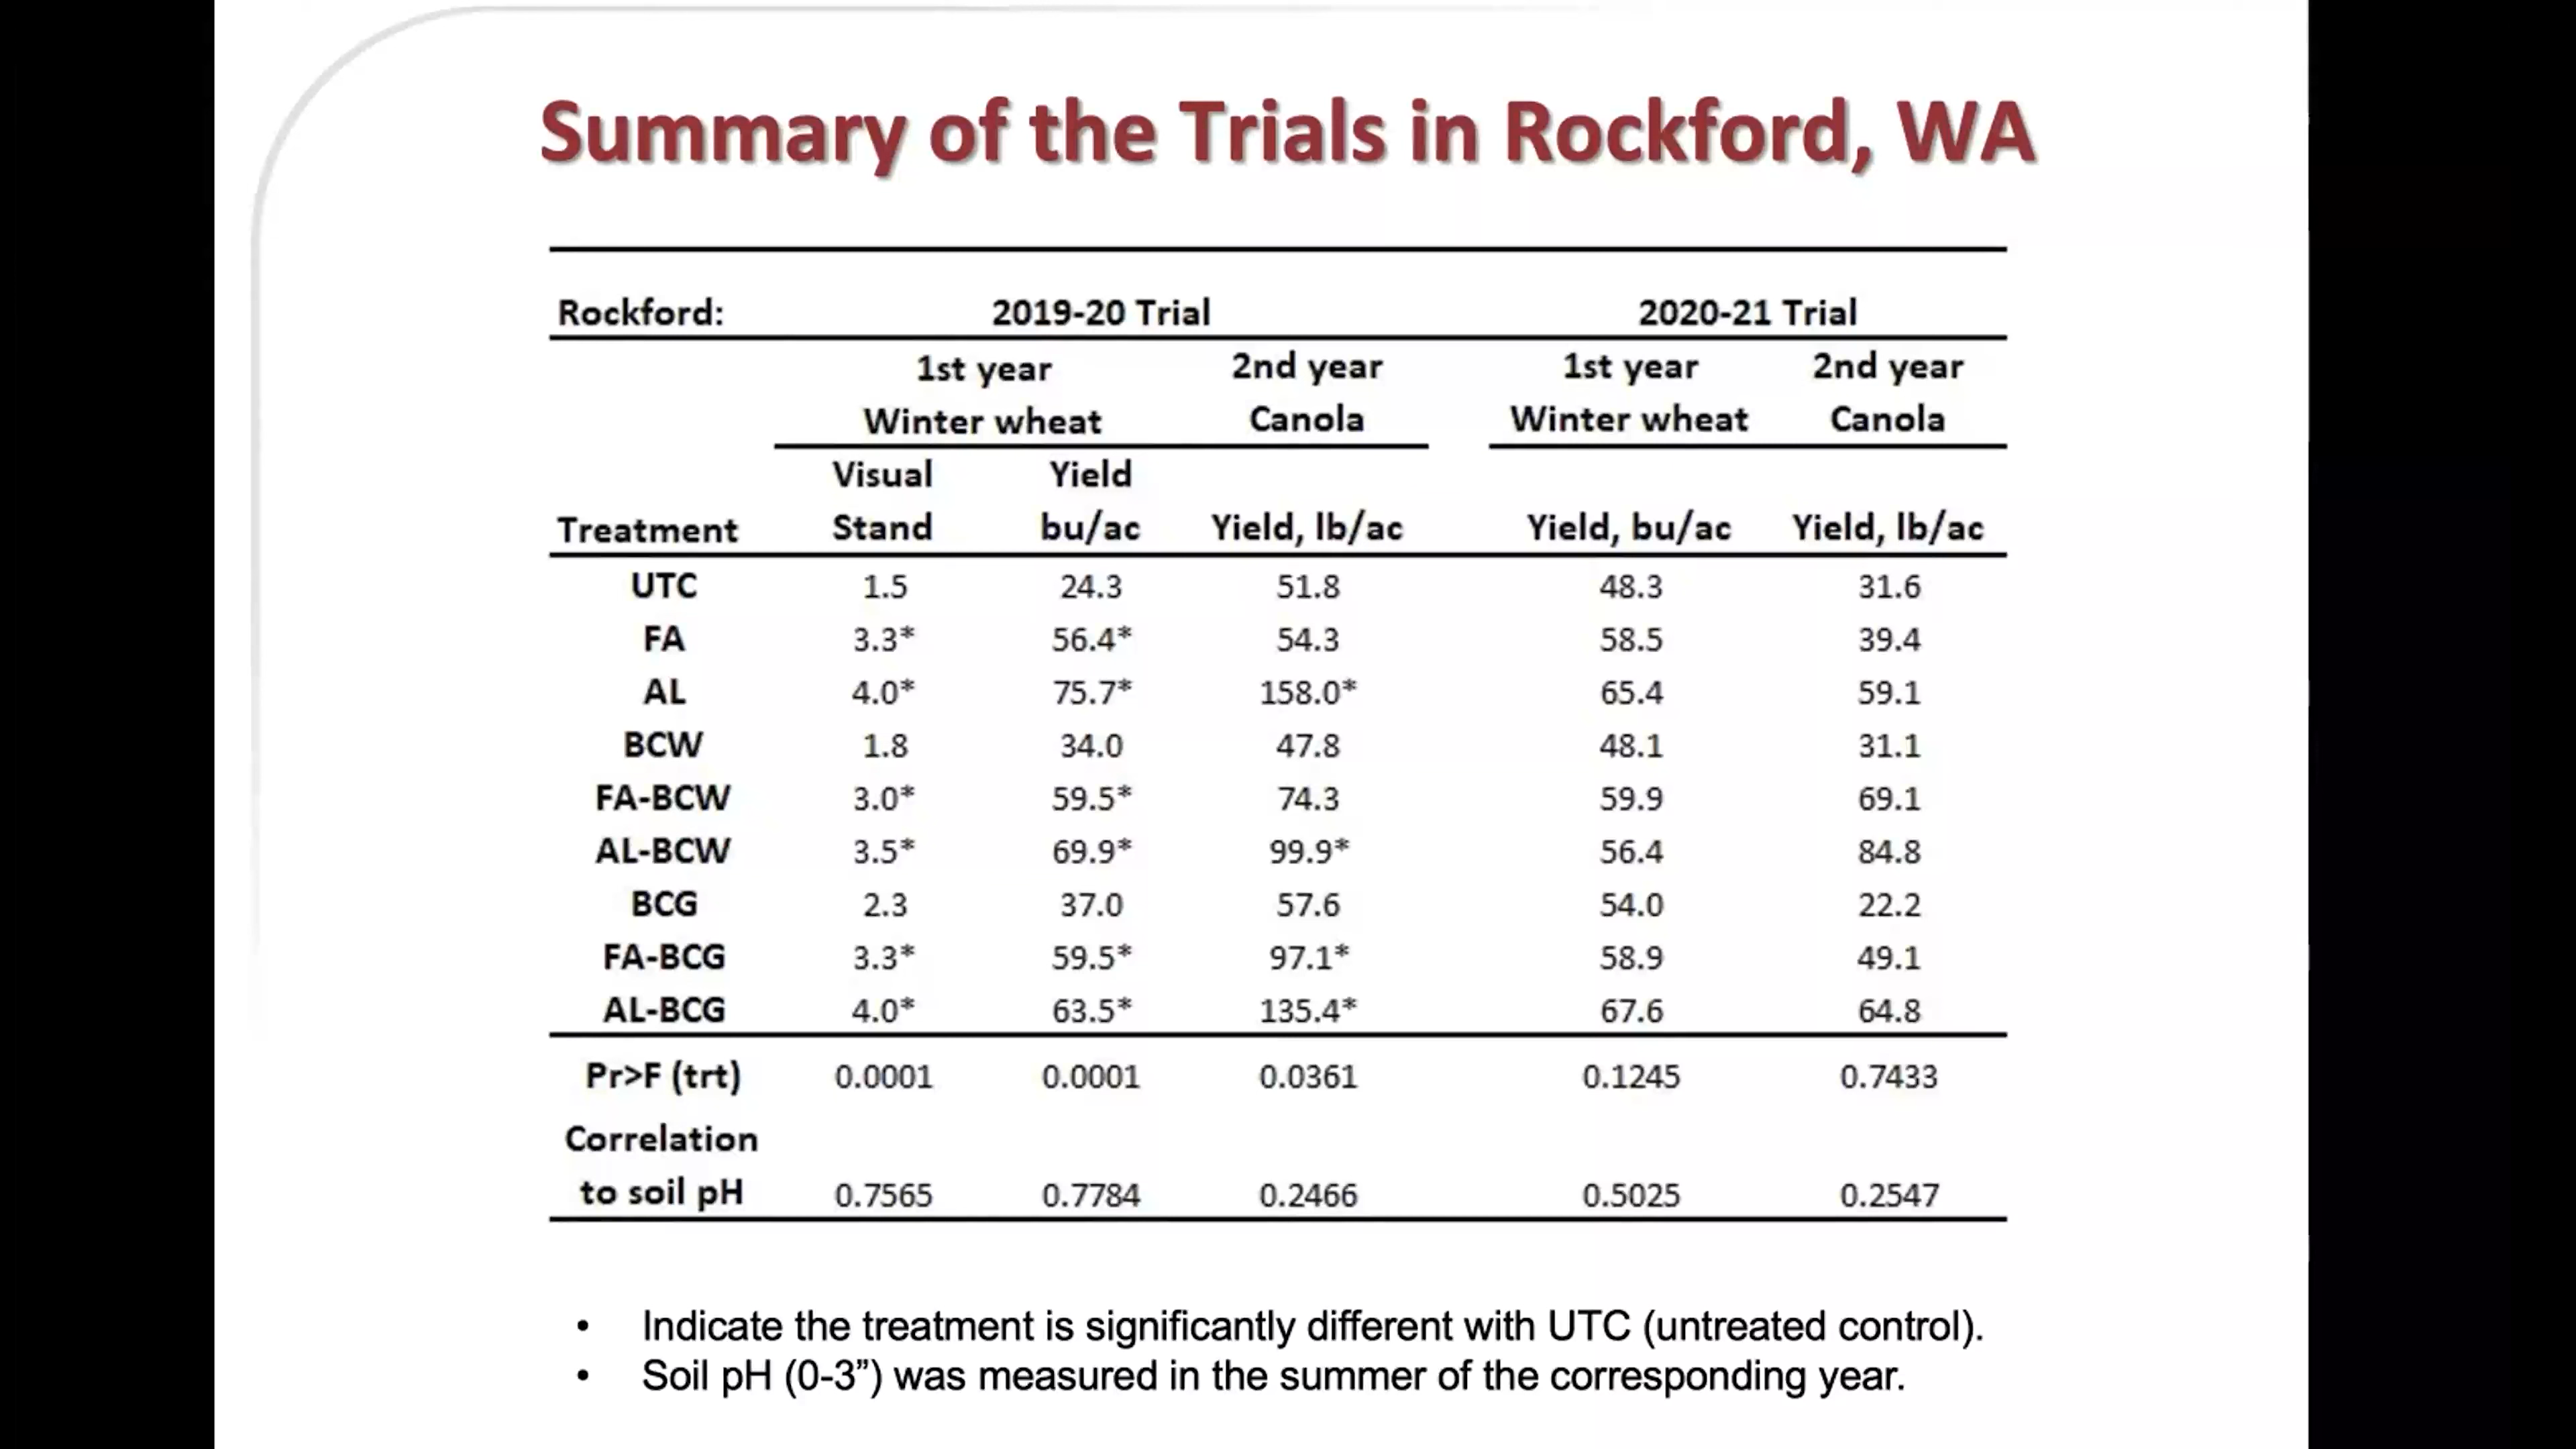 Summary of the Trials in Rockford, WA
Rockford: 2019-20 Trial 2020-21 Trial
1st year 2nd year 1st year 2nd year
Winter wheat Canola Winter wheat Canola
Visual Yield
Treatment Stand bu/ac Yield, lb/ac Yield, bu/ac Yield, lb/ac
UTC 1.5 24.3 51.8 48.3 31.6
FA 3.3* 56.4* 54.3 58.5 39.4
AL 4.0* 75.7* 158.0* 65.4 59.1
BCW 1.8 34.0 47.8 48.1 31.1
FA-BCW 3.0* 59.5* 74.3 59.9 69.1
AL-BCW 3.5* 69.9* 99.9* 56.4 84.8
BCG 2.3 37.0 57.6 54.0 22.2
FA-BCG 3.3* 59.5* 97.1* 58.9 49.1
AL-BCG 4.0* 63.5* 135.4* 67.6 64.8
Pr>F (trt) 0.0001 0.0001 0.0361 0.1245 0.7433
Correlation
to soil pH 0.7565 0.7784 0.2466 0.5025 0.2547
• Indicate the treatment is significantly different with UTC (untreated control).
• Soil pH (0-3”) was measured in the summer of the corresponding year.